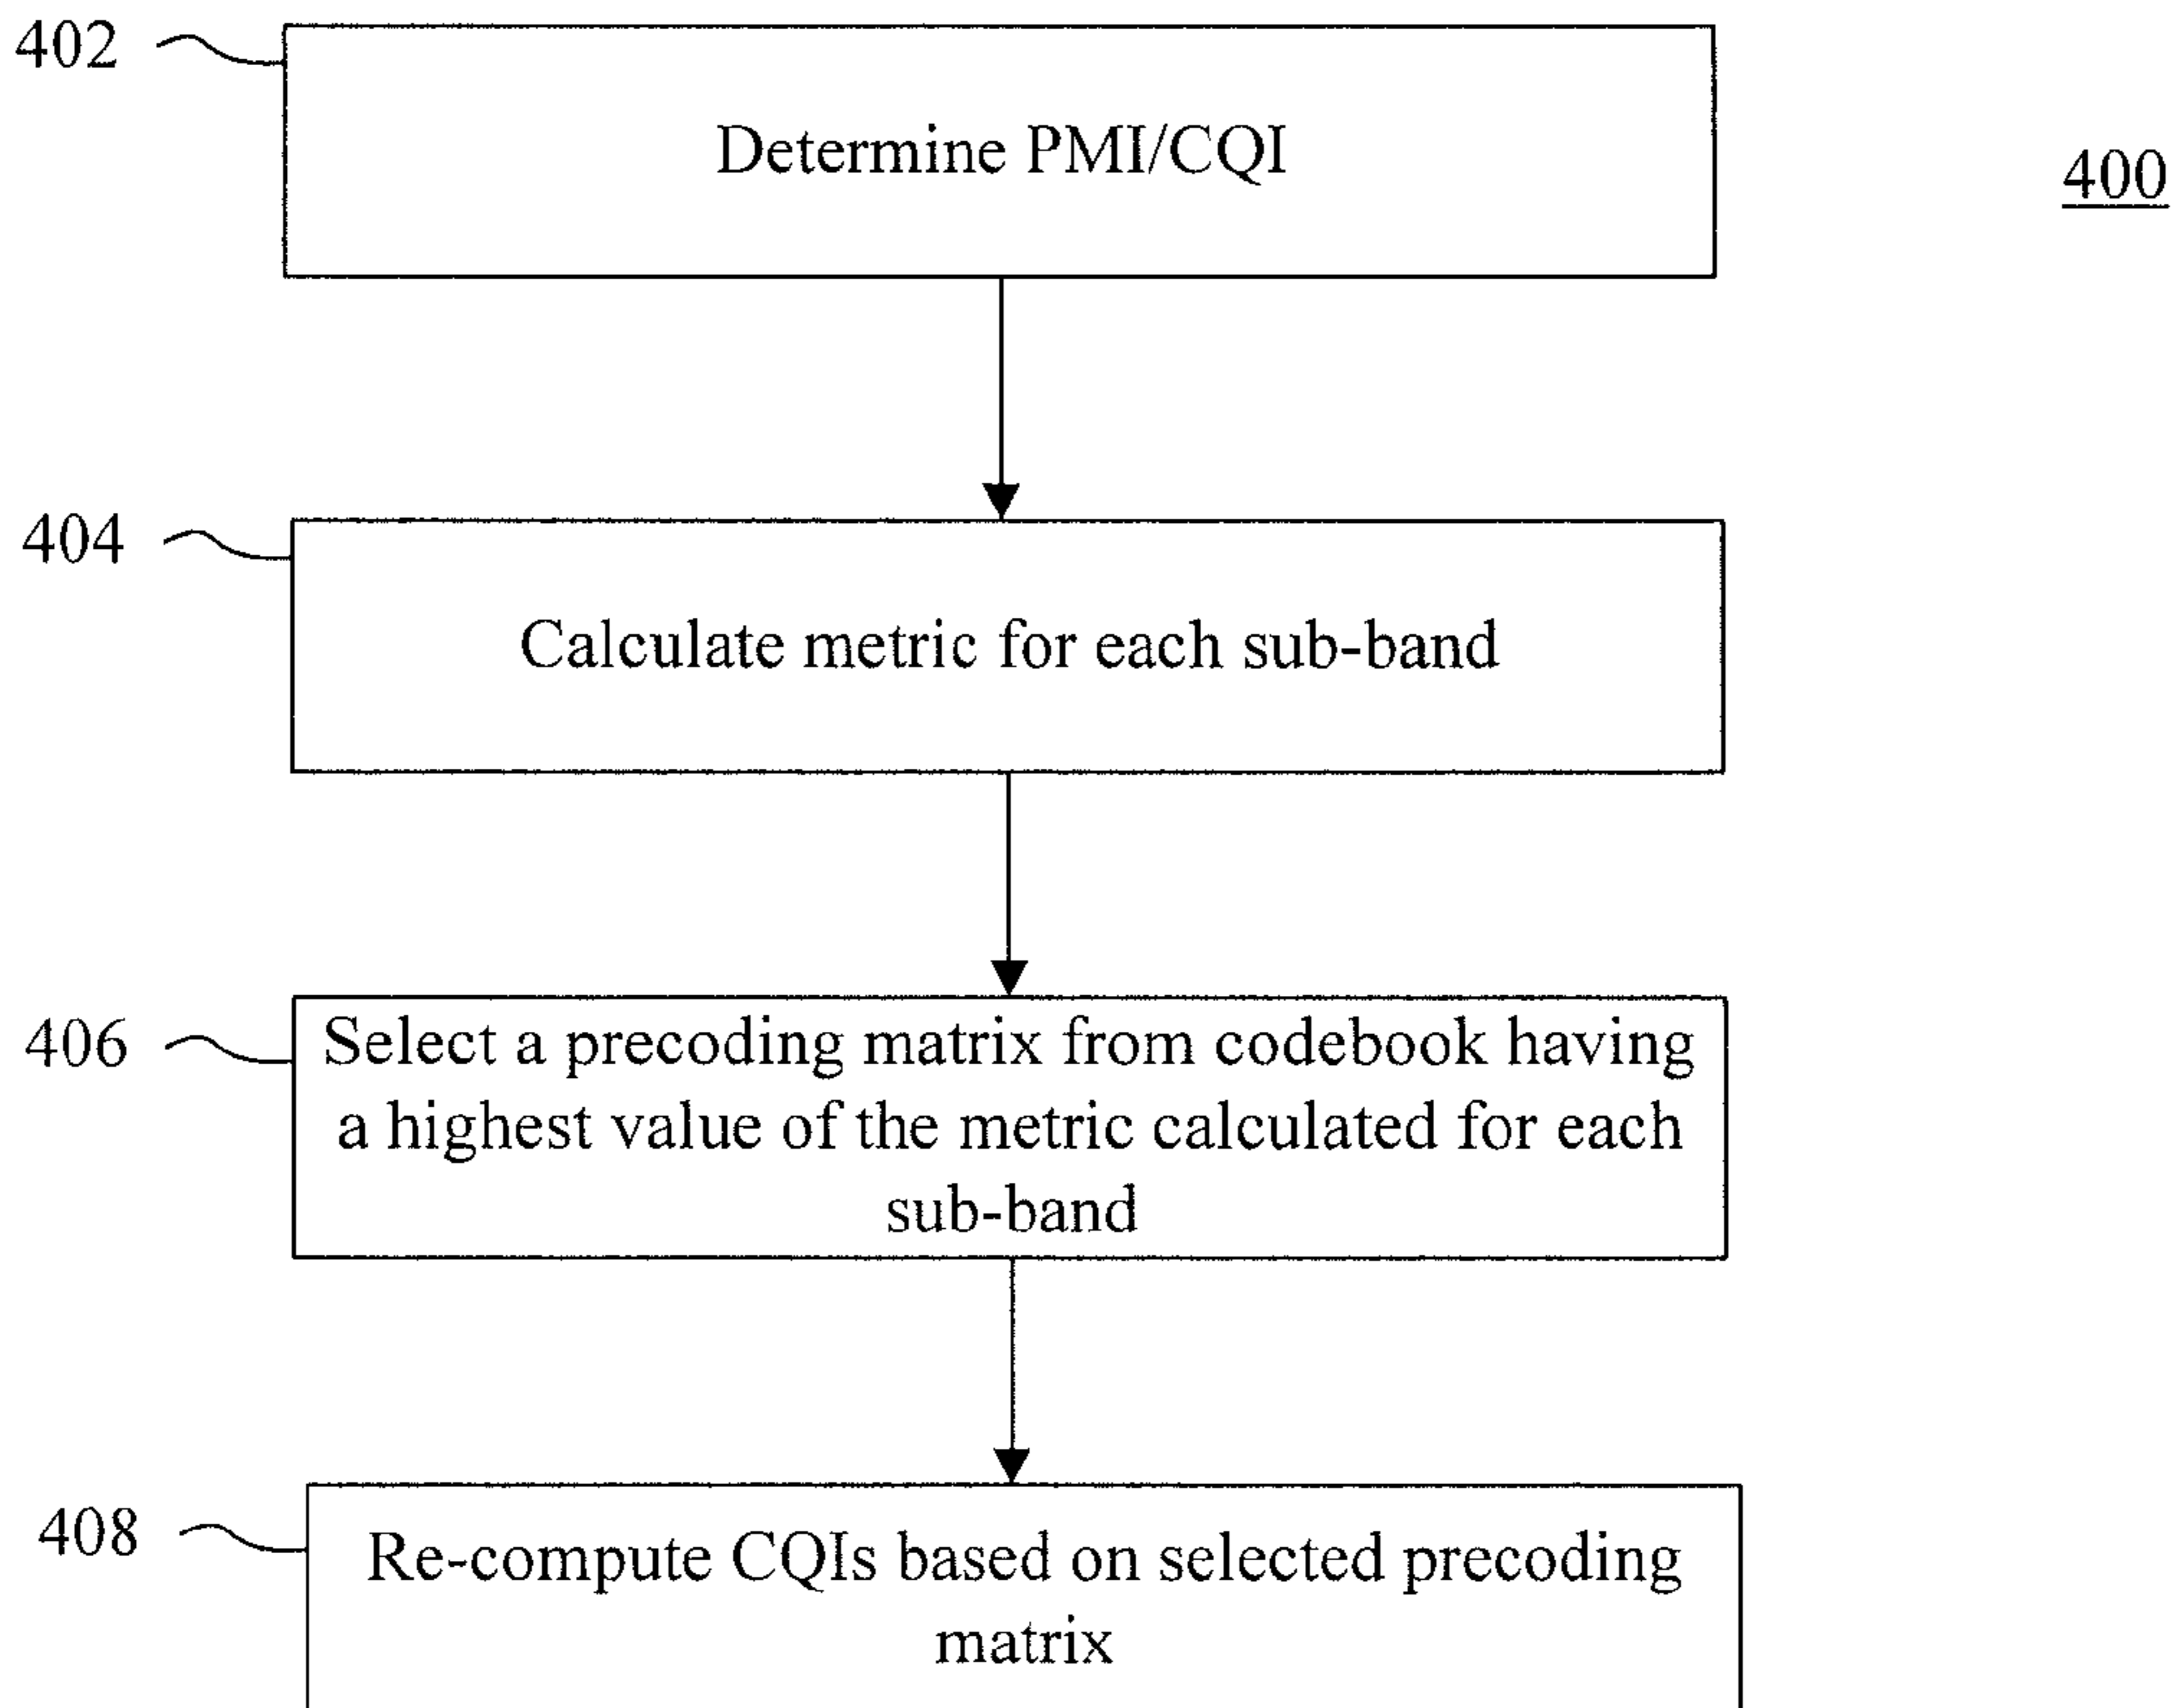 402
Determine PMI/CQI
400
404
Calculate metric for each sub-band
406
Select a precoding matrix from codebook having
a highest value of the metric calculated for each
sub-band
408
Re-compute CQIs based on selected precoding
matrix